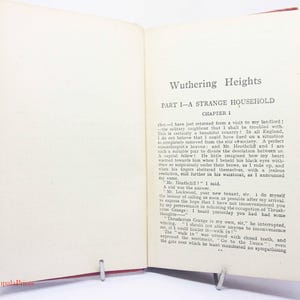 Wuthering Heights
PART I—A STRANGE HOUSEHOLD
CHAPTER 1
I have just returned from a visit to my landlord
—the solitary neighbour that I shall be troubled with.
This is certainly a beautiful country! In all England,
I do not believe that I could have fixed on a situation
so completely removed from the stir of society. A perfect
misanthropist's heaven: and Mr. Heathcliff and I are
such a suitable pair to divide the desolation between us.
A capital fellow! He little imagined how my heart
warmed towards him when I beheld his black eyes with-
draw so suspiciously under their brows, as I rode up, and
when his fingers sheltered themselves, with a jealous
resolution, still further in his waistcoat, as I announced
my name.
" Mr. Heathcliff ? " I said.
A nod was the answer.
" Mr. Lockwood, your new tenant, sir. I do myself
the honour of calling as soon as possible after my arrival,
to express the hope that I have not inconvenienced you
by my perseverance in soliciting the occupation of Thrush-
cross Grange: I heard yesterday you had had some
thoughts—"
" Thrushcross Grange is my own, sir," he interrupted,
wincing. " I should not allow anyone to inconvenience
me, if I could hinder it—walk in ! "
The " walk in " was uttered with closed teeth, and
expressed the sentiment, " Go to the Deuce " ; even
the gate over which he leant manifested no sympathising